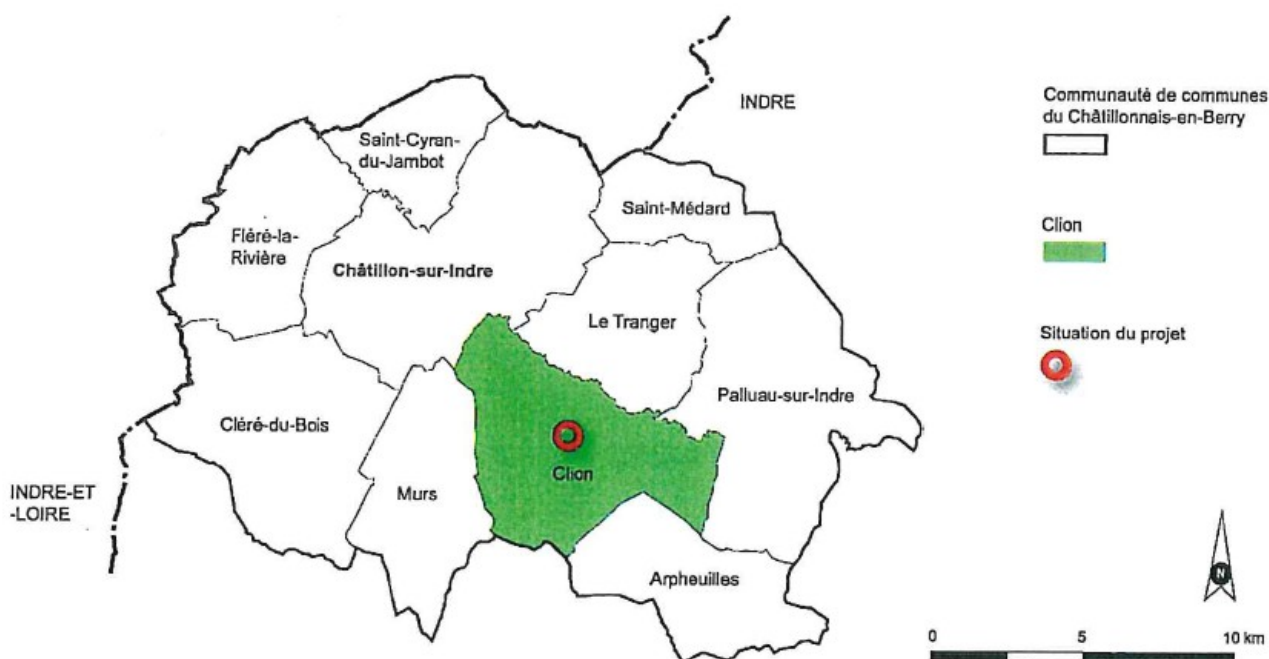 INDRE
Saint-Cyran-
du-Jambot
Saint-Médard
Fléré-la-
Rivière
Châtillon-sur-Indre
Le Tranger
Palluau-sur-Indre
Cléré-du-Bois
Clion
Murs
INDRE-ET
-LOIRE
Arpheuilles
Communauté de communes
du Châtillonnais-en-Berry
Clion
Situation du projet
N
0 5 10 km